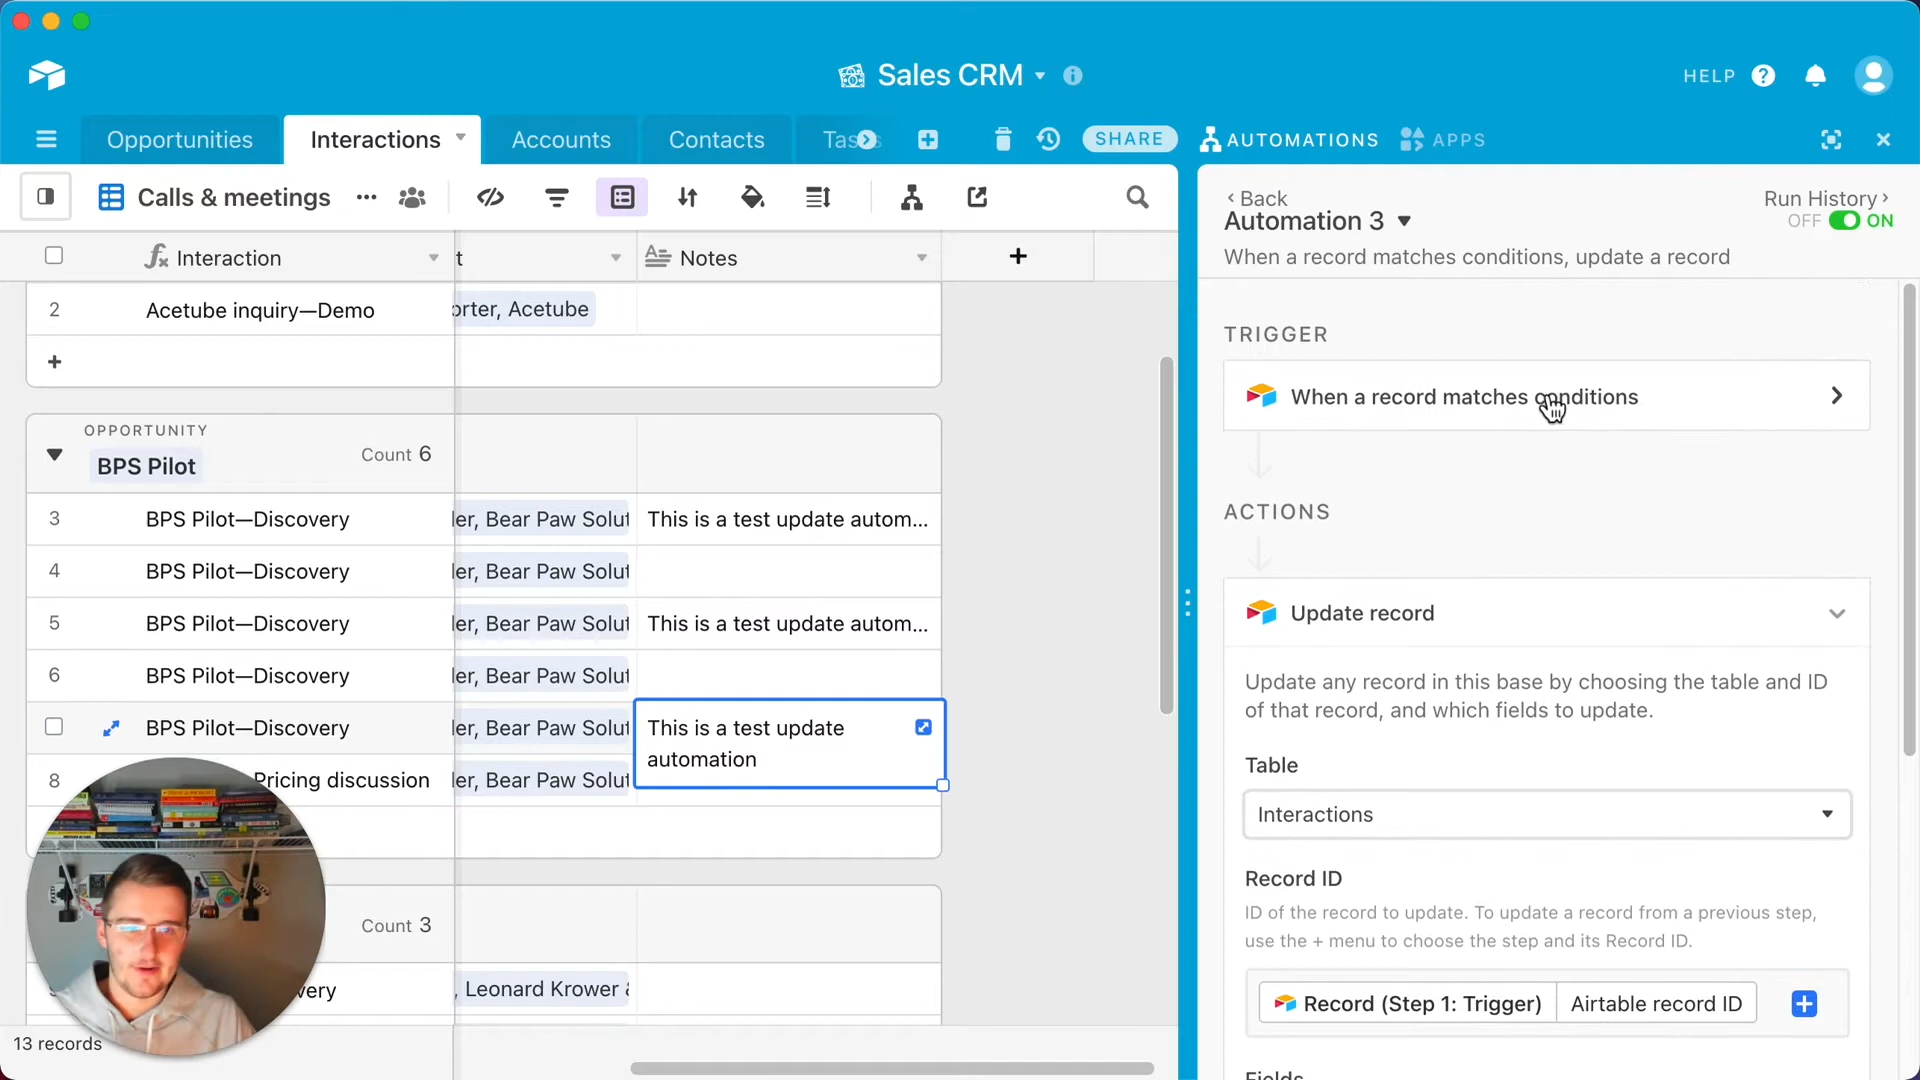 Sales CRM
HELP
Opportunities
Interactions
Accounts
Contacts
Tas
SHARE
AUTOMATIONS
APPS
Calls & meetings
Interaction
t
Notes
2
Acetube inquiry—Demo
orter, Acetube
OPPORTUNITY
BPS Pilot
Count 6
3
BPS Pilot—Discovery
ler, Bear Paw Solut
This is a test update autom...
4
BPS Pilot—Discovery
ler, Bear Paw Solut
5
BPS Pilot—Discovery
ler, Bear Paw Solut
This is a test update autom...
6
BPS Pilot—Discovery
ler, Bear Paw Solut
BPS Pilot—Discovery
ler, Bear Paw Solut
This is a test update
automation
8
Pricing discussion
ler, Bear Paw Solut
Count 3
very
, Leonard Krower &
13 records
Back
Run History
Automation 3
OFF
ON
When a record matches conditions, update a record
TRIGGER
When a record matches conditions
ACTIONS
Update record
Update any record in this base by choosing the table and ID
of that record, and which fields to update.
Table
Interactions
Record ID
ID of the record to update. To update a record from a previous step,
use the + menu to choose the step and its Record ID.
Record (Step 1: Trigger)
Airtable record ID
Fields